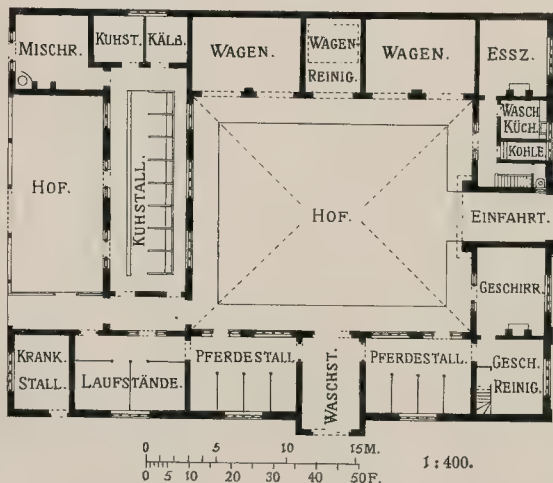 MISCHR.
KUHST.
KÄLB.
WAGEN.
WAGEN
REINIG.
WAGEN.
ESSZ.
WASCH
KÜCH.
KOHLE.
HOF.
KUHSTALL.
HOF.
EINFAHRT.
GESCHIRR.
KRANK.
STALL.
LAUFSTÄNDE.
PFERDESTALL
WASCHST.
PFERDESTALL.
GESCH.
REINIG.
0 5 10 15M.
0 5 10 20 30 40 50F.
1:400.